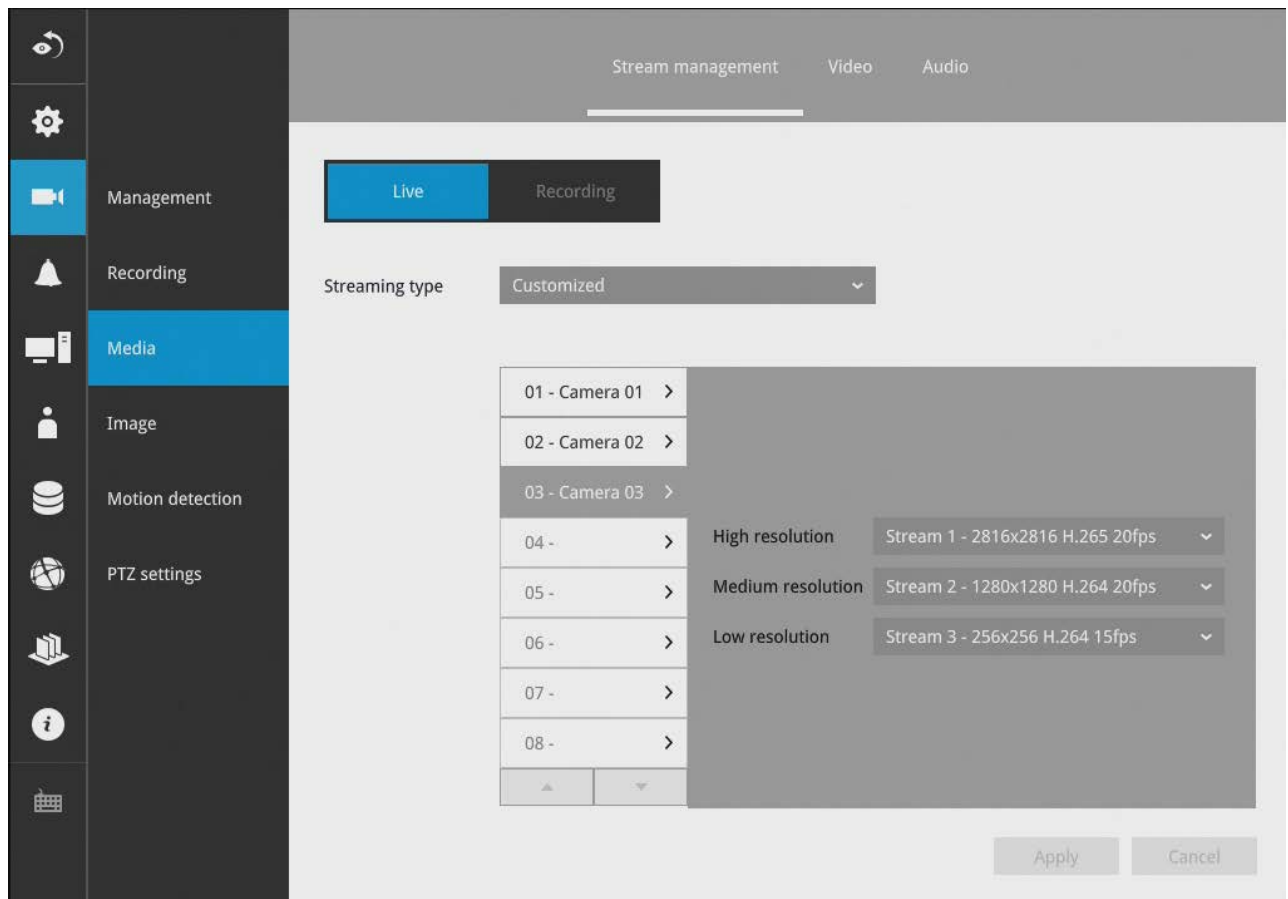 Stream management Video Audio
Management
Recording
Media
Image
Motion detection
PTZ settings
Live Recording
Streaming type Customized
01 - Camera 01
02 - Camera 02
03 - Camera 03
04 -
05 -
06 -
07 -
08 -
High resolution Stream 1 - 2816x2816 H.265 20fps
Medium resolution Stream 2 - 1280x1280 H.264 20fps
Low resolution Stream 3 - 256x256 H.264 15fps
Apply Cancel